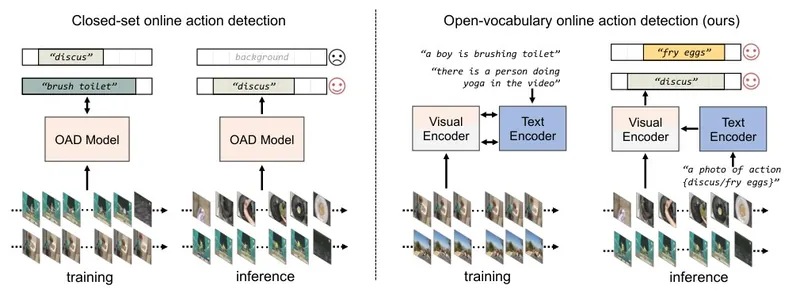 Closed-set online action detection
“discus”
“brush toilet”
OAD Model
training
background
“discus”
OAD Model
inference
Open-vocabulary online action detection (ours)
“a boy is brushing toilet”
“there is a person doing
yoga in the video”
Visual
Encoder
Text
Encoder
training
“fry eggs”
“discus”
Visual
Encoder
Text
Encoder
“a photo of action
{discus/fry eggs}”
inference